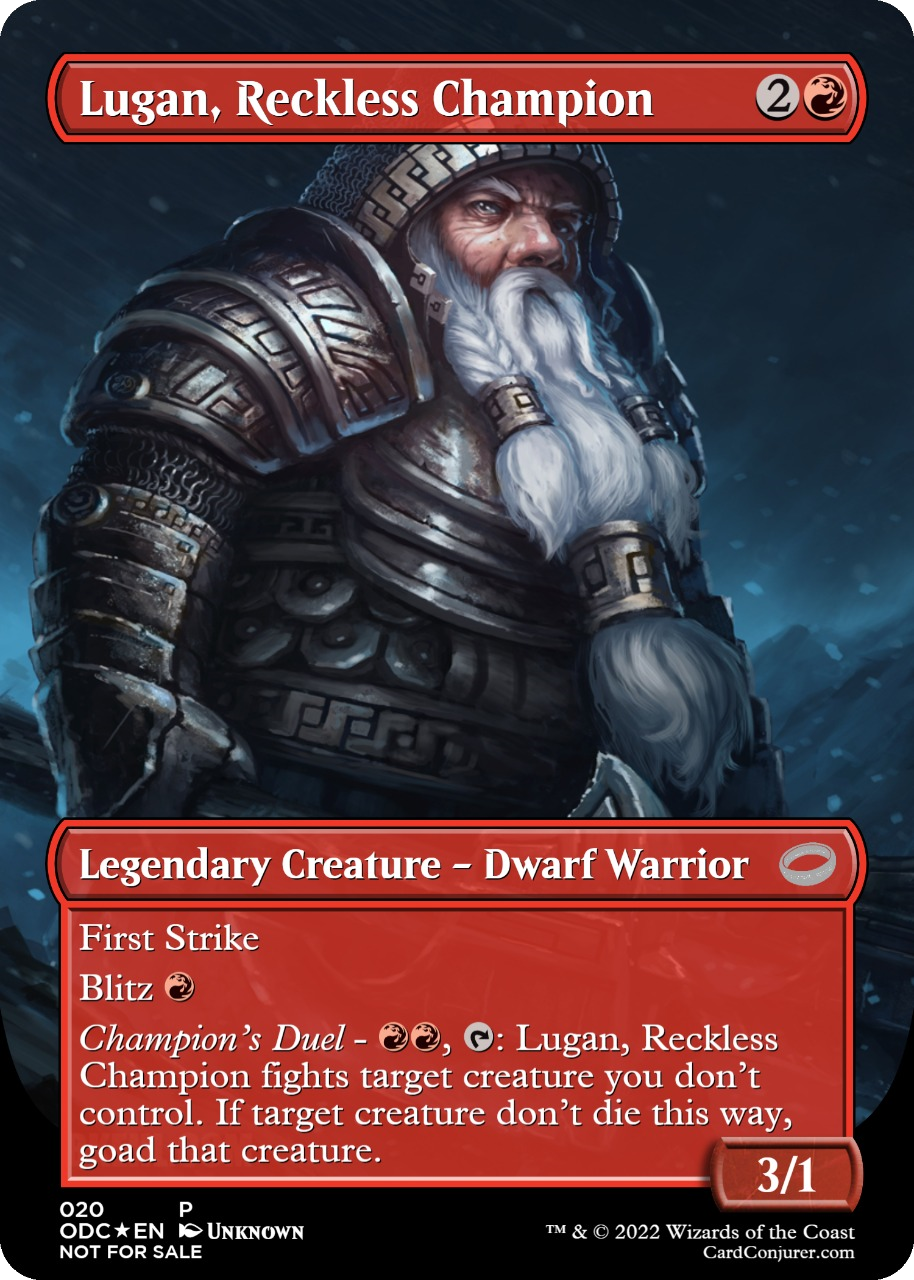 Lugan, Reckless Champion 2
Legendary Creature – Dwarf Warrior
First Strike
Blitz
Champion's Duel - , : Lugan, Reckless
Champion fights target creature you don't
control. If target creature don't die this way,
goad that creature.
3/1
020 P
ODC★EN Unknown
NOT FOR SALE
™ & © 2022 Wizards of the Coast
CardConjurer.com